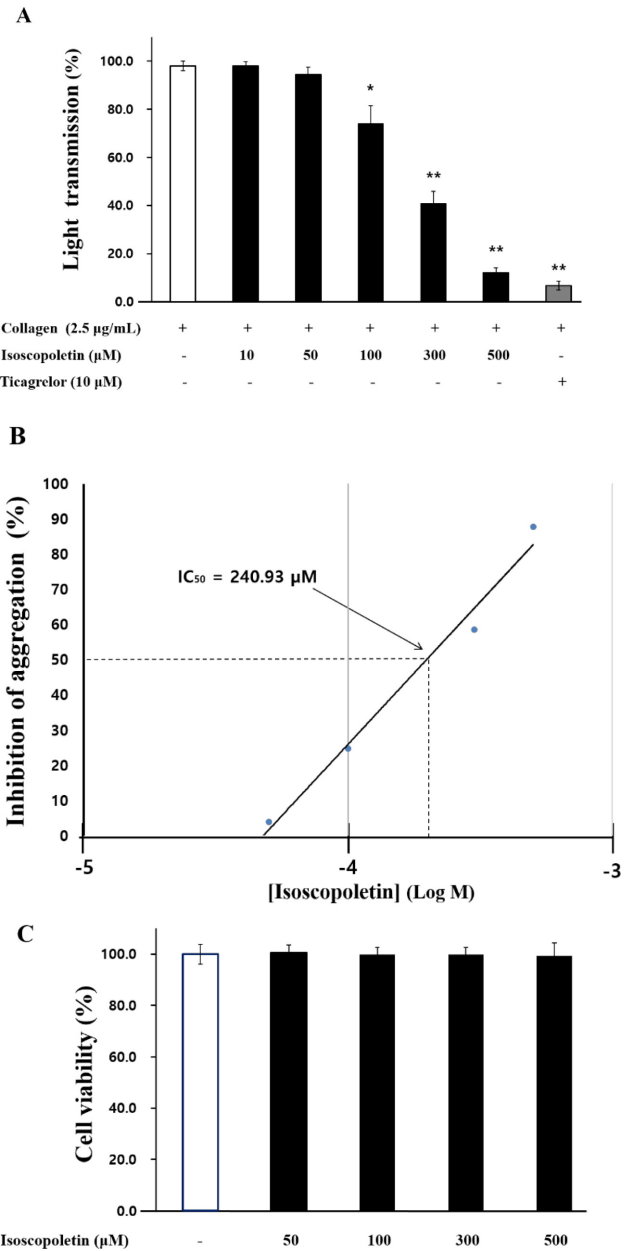 A
Light transmission (%)
100.0
80.0
60.0
40.0
20.0
0.0
*
**
**
**
Collagen (2.5 μg/mL) + + + + + + +
Isoscopoletin (μM) - 10 50 100 300 500 -
Ticagrelor (10 μM) - - - - - - +
B
Inhibition of aggregation (%)
100
90
80
70
60
50
40
30
20
10
0
IC50 = 240.93 μM
-5 -4 -3
[Isoscopoletin] (Log M)
C
Cell viability (%)
100.0
80.0
60.0
40.0
20.0
0.0
Isoscopoletin (μM) - 50 100 300 500